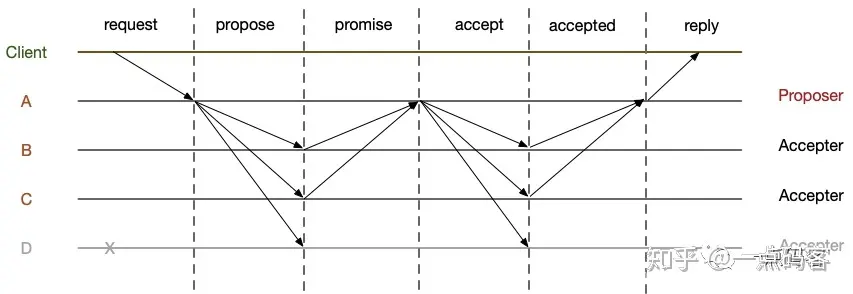 request propose promise accept accepted reply
Client
A Proposer
B Accepter
C Accepter
D X Accepter
知乎 @一点码客